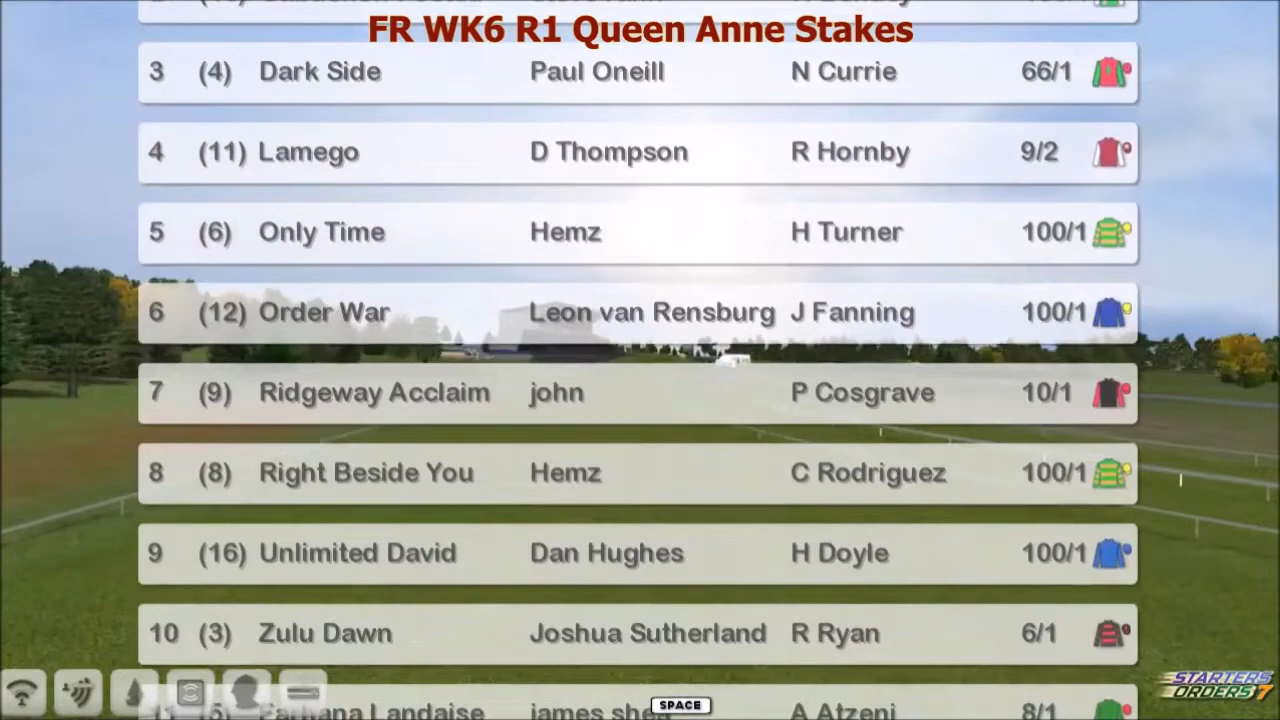 FR WK6 R1 Queen Anne Stakes
3 (4) Dark Side Paul Oneill N Currie 66/1
4 (11) Lamego D Thompson R Hornby 9/2
5 (6) Only Time Hemz H Turner 100/1
6 (12) Order War Leon van Rensburg J Fanning 100/1
7 (9) Ridgeway Acclaim john P Cosgrave 10/1
8 (8) Right Beside You Hemz C Rodriguez 100/1
9 (16) Unlimited David Dan Hughes H Doyle 100/1
10 (3) Zulu Dawn Joshua Sutherland R Ryan 6/1
11 (5) Landaise james A Atzeni 8/1
SPACE
STARTERS
ORDERS 7